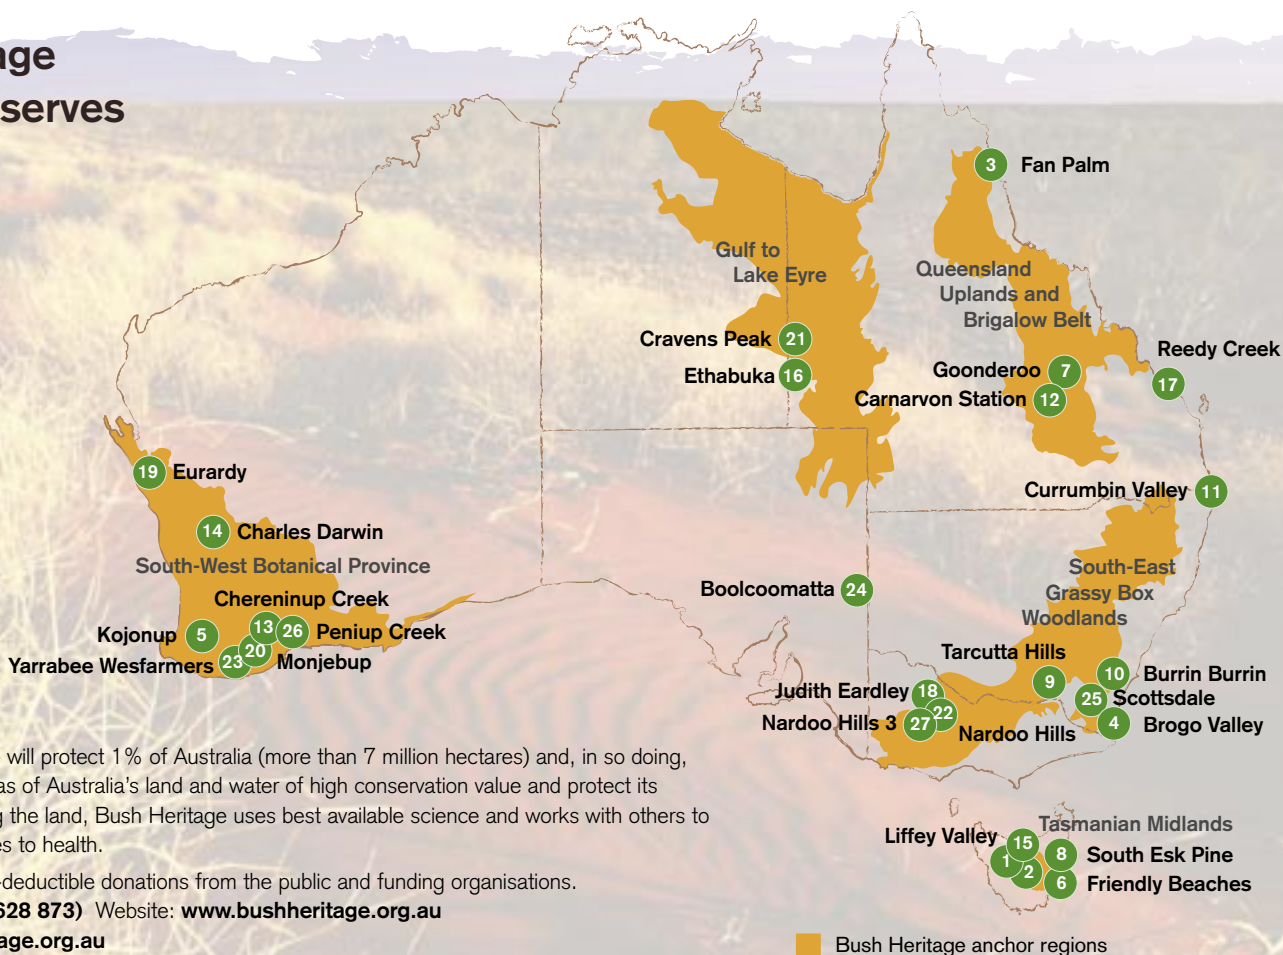 age
serves
3 Fan Palm
Gulf to
Lake Eyre
Queensland
Uplands and
Brigalow Belt
Cravens Peak 21
Ethabuka 16
Reedy Creek
17
Goonderoo 7
Carnarvon Station 12
19 Eurardy
Currumbin Valley 11
14 Charles Darwin
South-West Botanical Province
South-East
Grassy Box
Woodlands
Boolcoomatta 24
Chereninup Creek
13 26 Peniup Creek
Kojonup 5
20 Monjebup
Yarrabee Wesfarmers 23
Tarcutta Hills
9
10 Burrin Burrin
25 Scottsdale
4 Brogo Valley
Judith Eardley 18
22 Nardoo Hills
Nardoo Hills 3 27
will protect 1% of Australia (more than 7 million hectares) and, in so doing,
as of Australia's land and water of high conservation value and protect its
g the land, Bush Heritage uses best available science and works with others to
es to health.
-deductible donations from the public and funding organisations.
628 873) Website: www.bushheritage.org.au
age.org.au
Tasmanian Midlands
Liffey Valley 15
1 2
8 South Esk Pine
6 Friendly Beaches
Bush Heritage anchor regions